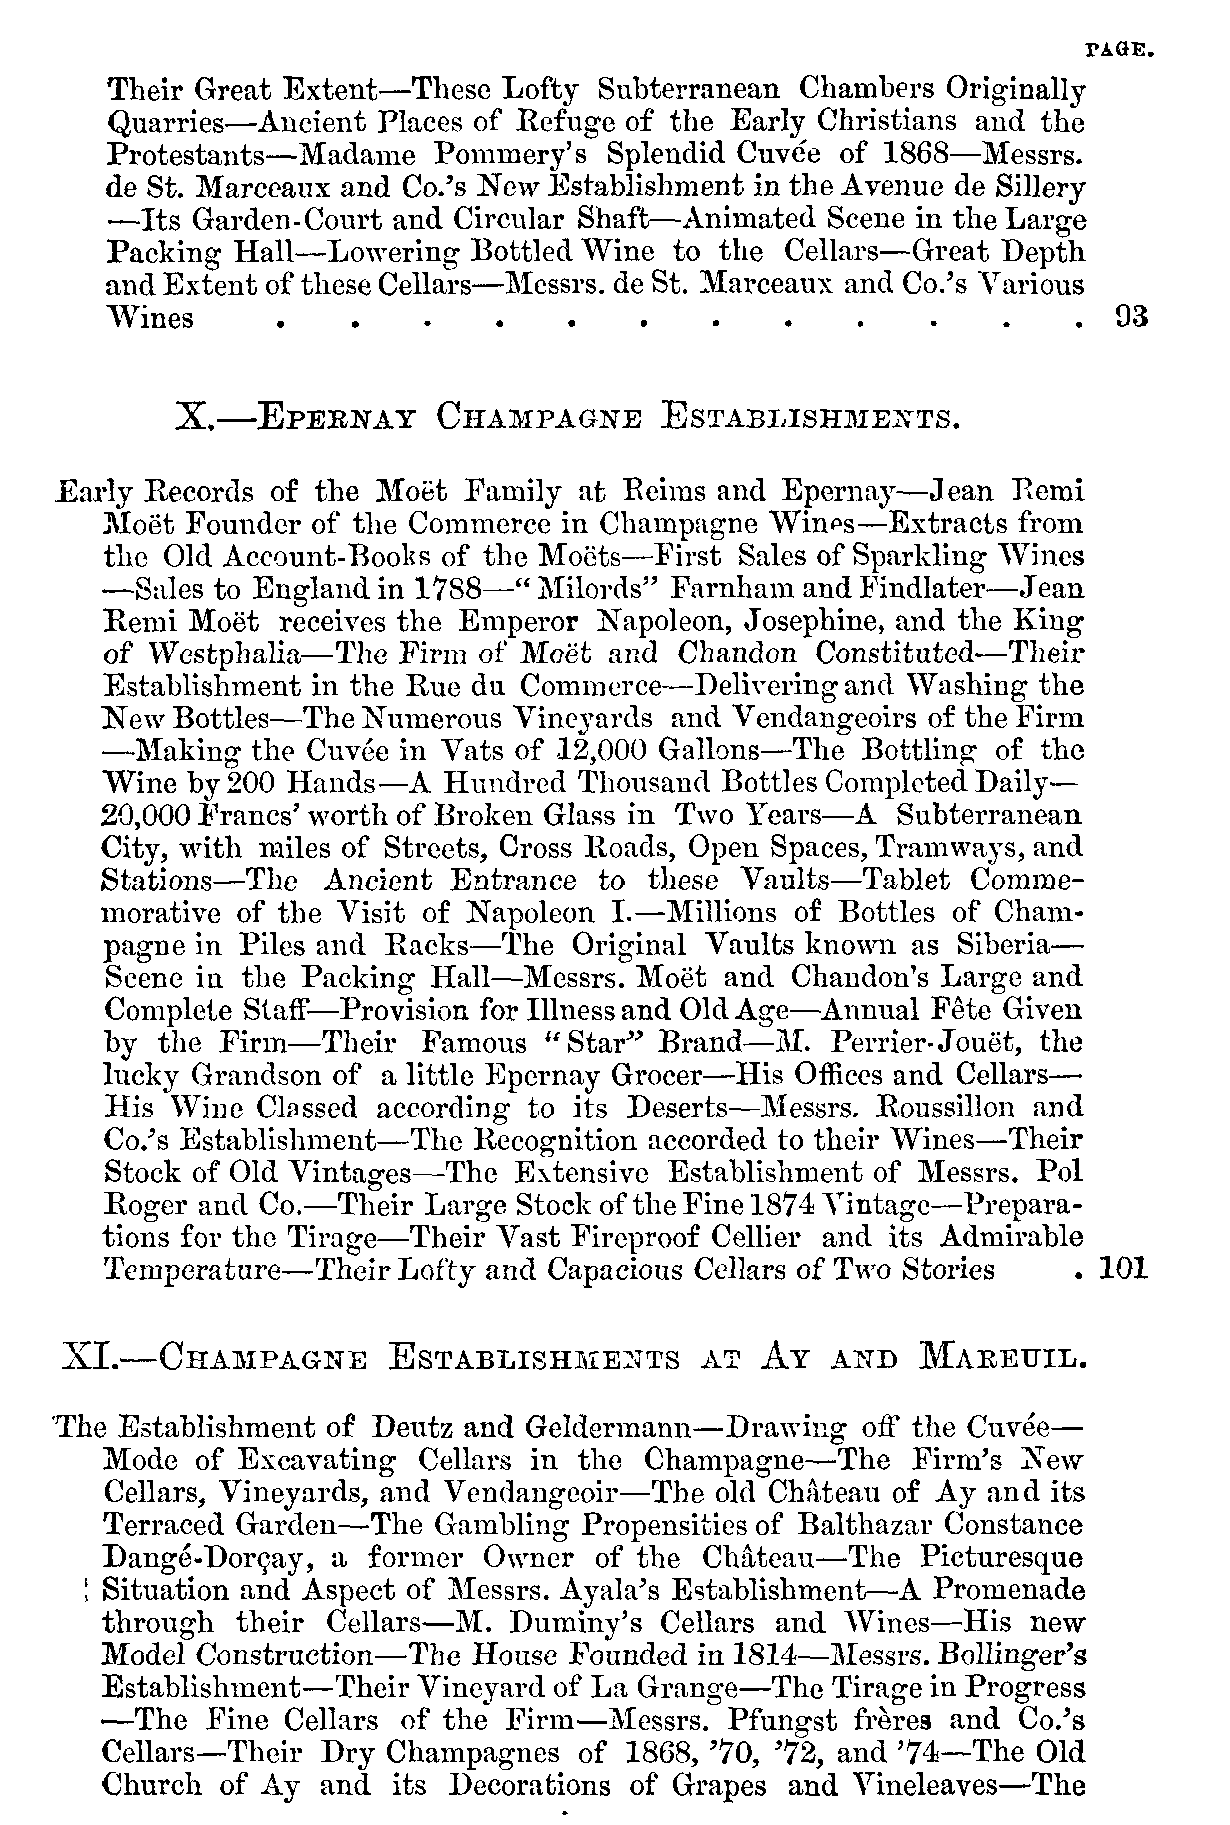 PAGE.
Their Great Extent—These Lofty Subterranean Chambers Originally
Quarries—Ancient Places of Refuge of the Early Christians and the
Protestants—Madame Pommery's Splendid Cuvée of 1868—Messrs.
de St. Marceaux and Co.'s New Establishment in the Avenue de Sillery
—Its Garden-Court and Circular Shaft—Animated Scene in the Large
Packing Hall—Lowering Bottled Wine to the Cellars—Great Depth
and Extent of these Cellars—Messrs. de St. Marceaux and Co.'s Various
Wines . . . . . . . . . . . . 93
X.—EPERNAY CHAMPAGNE ESTABLISHMENTS.
Early Records of the Moët Family at Reims and Epernay—Jean Remi
Moët Founder of the Commerce in Champagne Wines—Extracts from
the Old Account-Books of the Moëts—First Sales of Sparkling Wines
—Sales to England in 1788—“Milords” Farnham and Findlater—Jean
Remi Moët receives the Emperor Napoleon, Josephine, and the King
of Westphalia—The Firm of Moët and Chandon Constituted—Their
Establishment in the Rue du Commerce—Delivering and Washing the
New Bottles—The Numerous Vineyards and Vendangeoirs of the Firm
—Making the Cuvée in Vats of 12,000 Gallons—The Bottling of the
Wine by 200 Hands—A Hundred Thousand Bottles Completed Daily—
20,000 Francs' worth of Broken Glass in Two Years—A Subterranean
City, with miles of Streets, Cross Roads, Open Spaces, Tramways, and
Stations—The Ancient Entrance to these Vaults—Tablet Comme-
morative of the Visit of Napoleon I.—Millions of Bottles of Cham-
pagne in Piles and Racks—The Original Vaults known as Siberia—
Scene in the Packing Hall—Messrs. Moët and Chandon's Large and
Complete Staff—Provision for Illness and Old Age—Annual Fête Given
by the Firm—Their Famous “Star” Brand—M. Perrier-Jouët, the
lucky Grandson of a little Epernay Grocer—His Offices and Cellars—
His Wine Classed according to its Deserts—Messrs. Roussillon and
Co.'s Establishment—The Recognition accorded to their Wines—Their
Stock of Old Vintages—The Extensive Establishment of Messrs. Pol
Roger and Co.—Their Large Stock of the Fine 1874 Vintage—Prepara-
tions for the Tirage—Their Vast Fireproof Cellier and its Admirable
Temperature—Their Lofty and Capacious Cellars of Two Stories . 101
XI.—CHAMPAGNE ESTABLISHMENTS AT AY AND MAREUIL.
The Establishment of Deutz and Geldermann—Drawing off the Cuvée—
Mode of Excavating Cellars in the Champagne—The Firm's New
Cellars, Vineyards, and Vendangeoir—The old Château of Ay and its
Terraced Garden—The Gambling Propensities of Balthazar Constance
Dangé-Dorçay, a former Owner of the Château—The Picturesque
Situation and Aspect of Messrs. Ayala's Establishment—A Promenade
through their Cellars—M. Duminy's Cellars and Wines—His new
Model Construction—The House Founded in 1814—Messrs. Bollinger's
Establishment—Their Vineyard of La Grange—The Tirage in Progress
—The Fine Cellars of the Firm—Messrs. Pfungst frères and Co.'s
Cellars—Their Dry Champagnes of 1868, '70, '72, and '74—The Old
Church of Ay and its Decorations of Grapes and Vineleaves—The